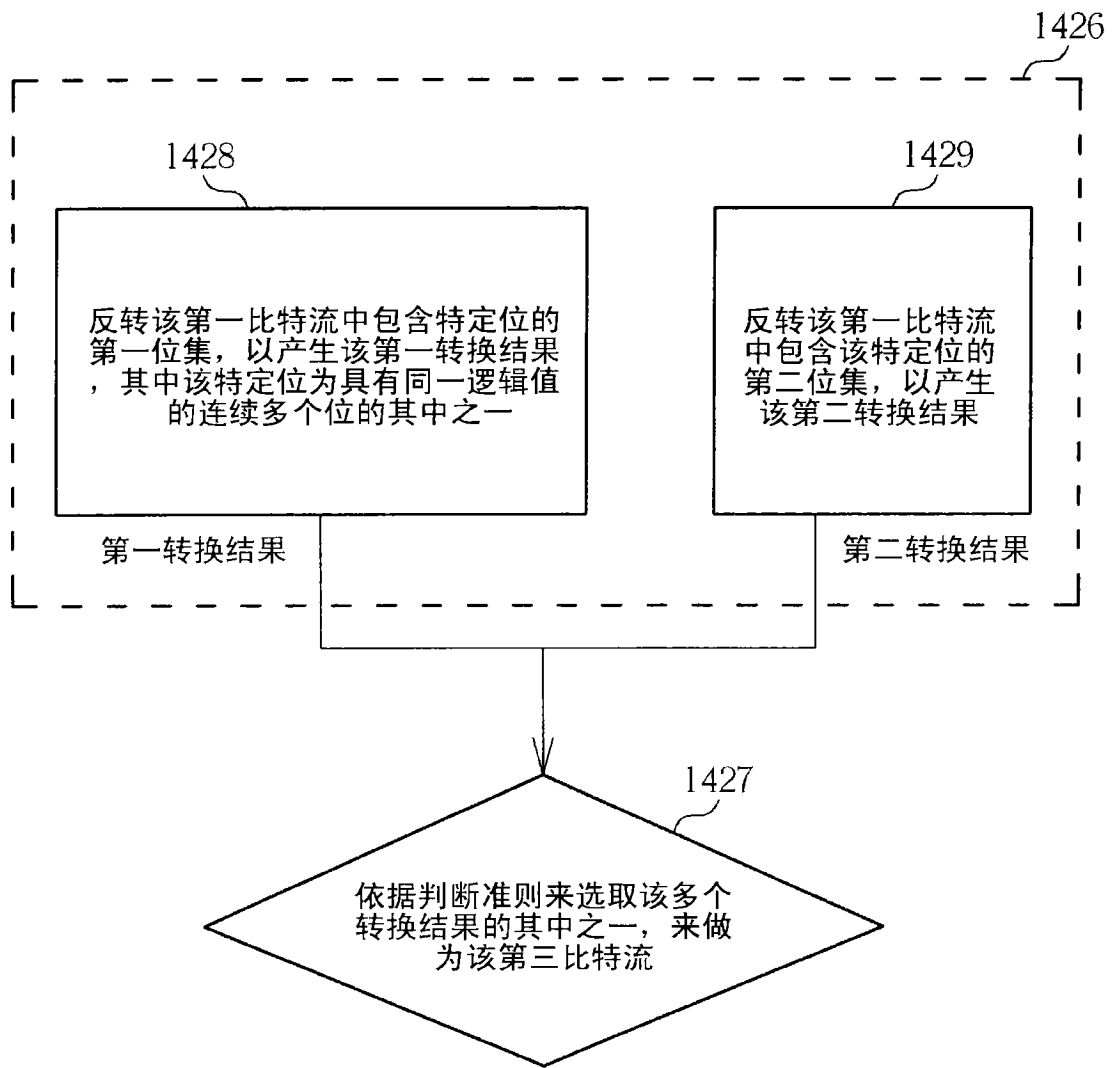 1426
1428
1429
反转该第一比特流中包含特定位的
第一位集，以产生该第一转换结果
，其中该特定位为具有同一逻辑值
的连续多个位的其中之一
反转该第一比特流
中包含该特定位的
第二位集，以产生
该第二转换结果
第一转换结果
第二转换结果
1427
依据判断准则来选取该多个
转换结果的其中之一，来做
为该第三比特流